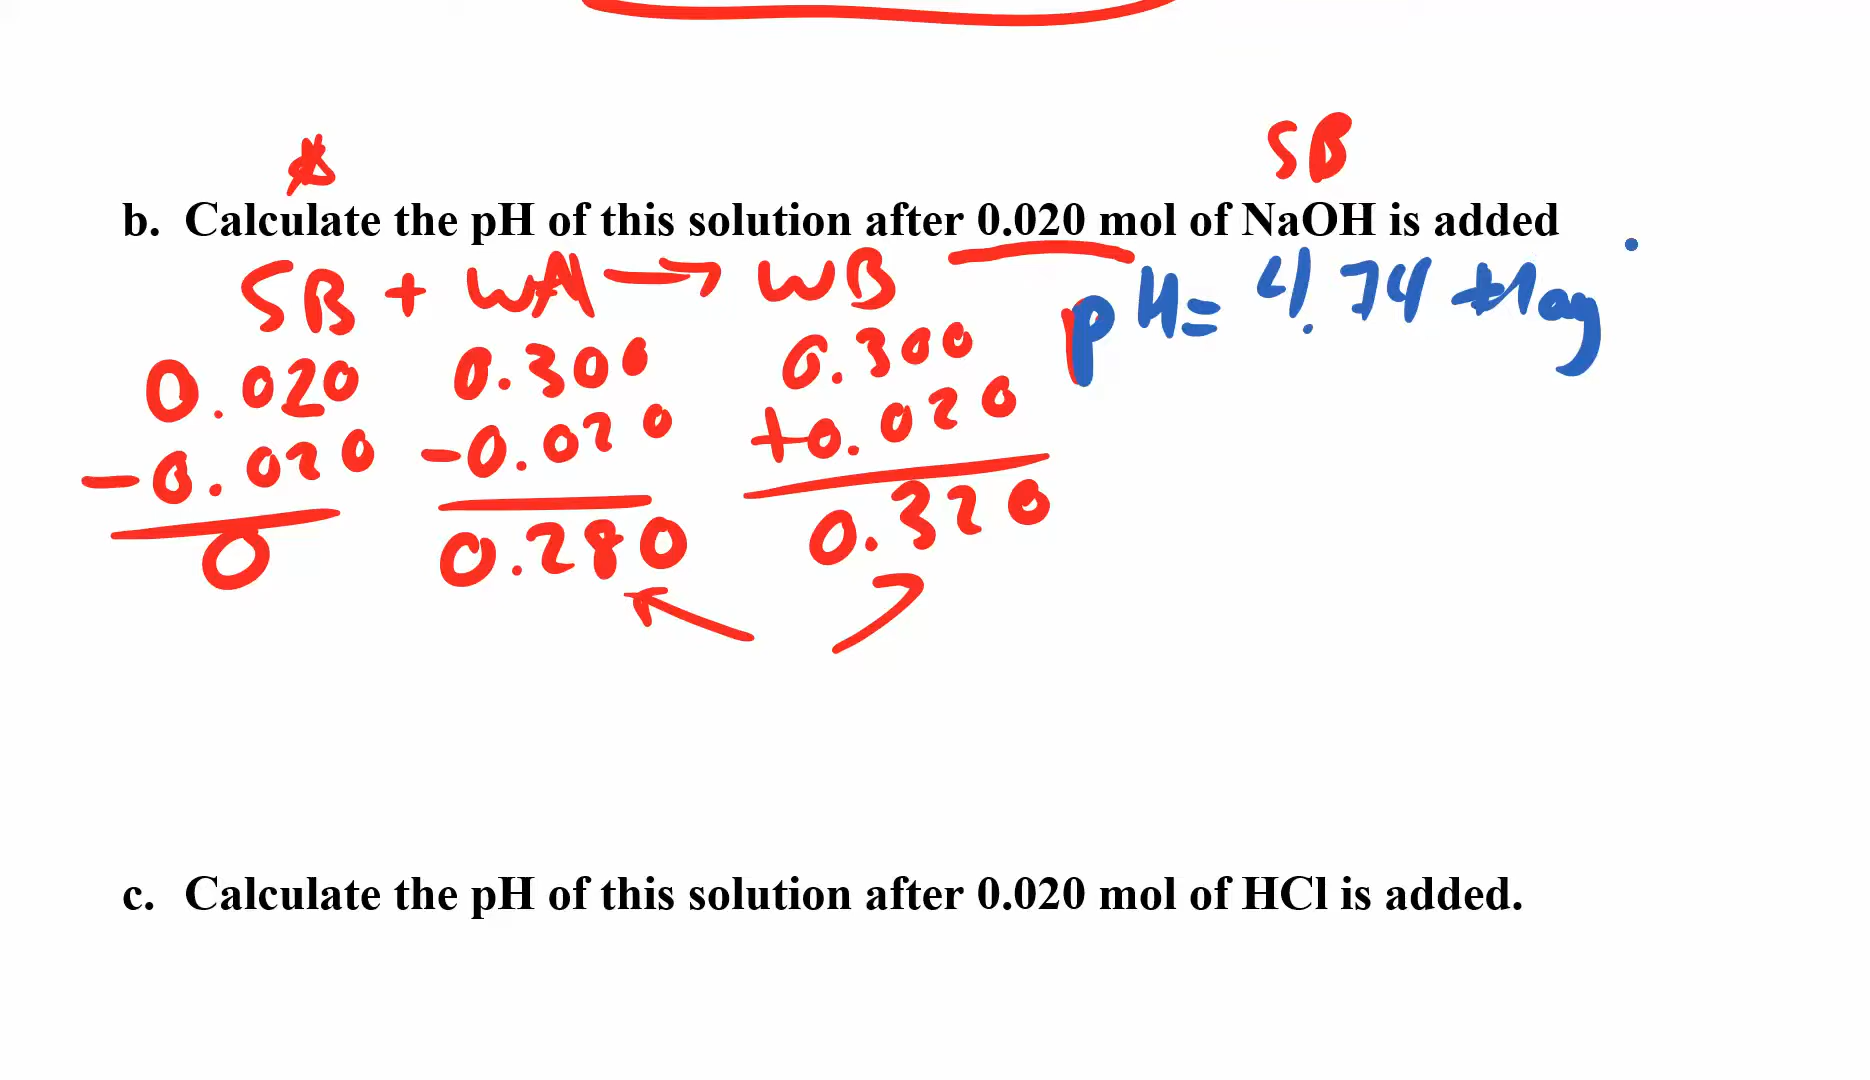 SB
b. Calculate the pH of this solution after 0.020 mol of NaOH is added
SB + WA → WB
pH = 4.74 + log
0.020 0.300 0.300
-0.020 -0.020 +0.020
0 0.280 0.320
c. Calculate the pH of this solution after 0.020 mol of HCl is added.